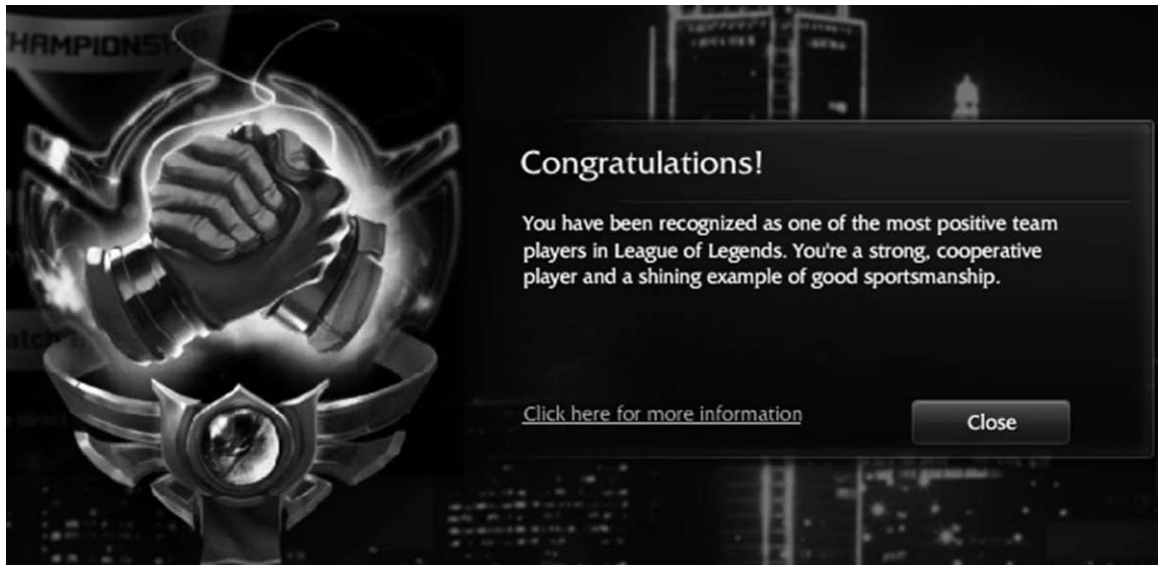 CHAMPIONSHIP
Congratulations!
You have been recognized as one of the most positive team
players in League of Legends. You're a strong, cooperative
player and a shining example of good sportsmanship.
Click here for more information
Close